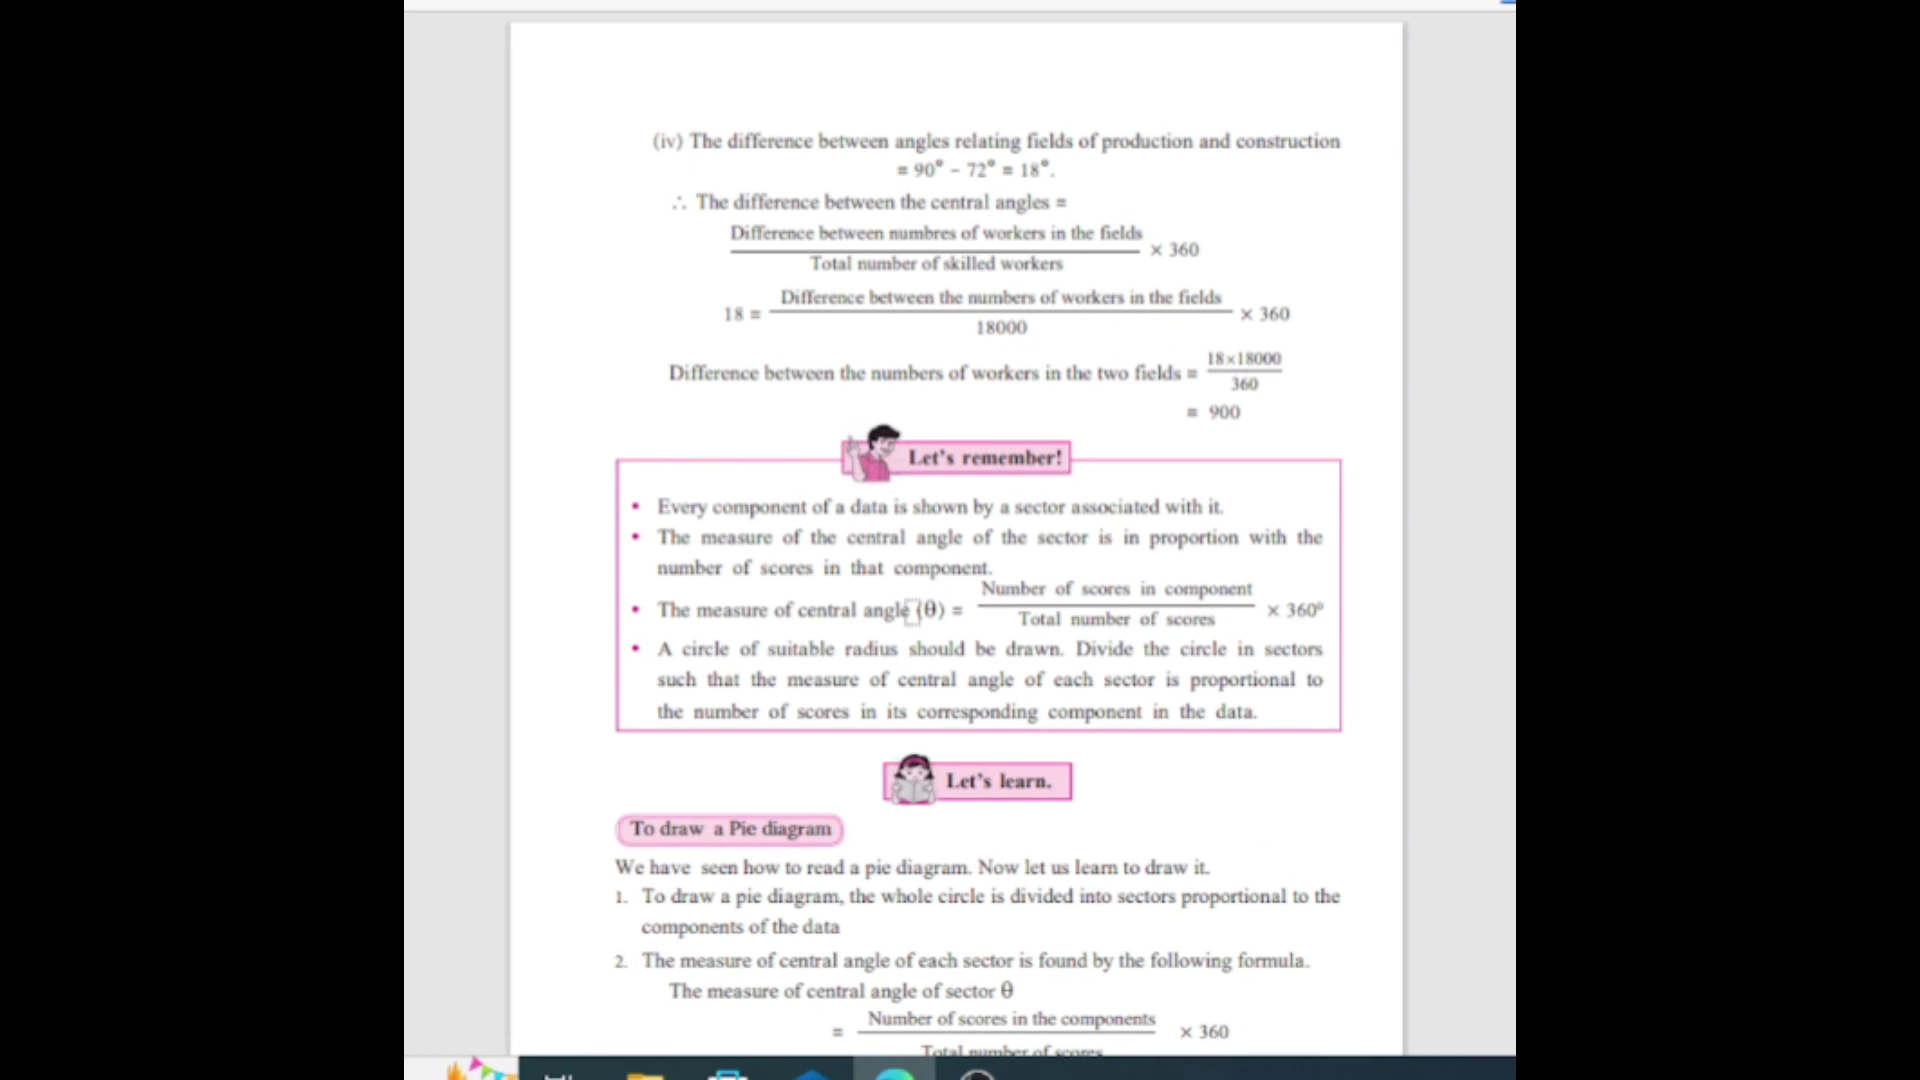 (iv) The difference between angles relating fields of production and construction
= 90° − 72° = 18°.
∴ The difference between the central angles =
Difference between numbres of workers in the fields
Total number of skilled workers
× 360
18 =
Difference between the numbers of workers in the fields
18000
× 360
Difference between the numbers of workers in the two fields =
18×18000
360
= 900
Let's remember!
• Every component of a data is shown by a sector associated with it.
• The measure of the central angle of the sector is in proportion with the
number of scores in that component.
• The measure of central angle (θ) =
Number of scores in component
Total number of scores
× 360°
• A circle of suitable radius should be drawn. Divide the circle in sectors
such that the measure of central angle of each sector is proportional to
the number of scores in its corresponding component in the data.
Let's learn.
To draw a Pie diagram
We have seen how to read a pie diagram. Now let us learn to draw it.
1. To draw a pie diagram, the whole circle is divided into sectors proportional to the
components of the data
2. The measure of central angle of each sector is found by the following formula.
The measure of central angle of sector θ
=
Number of scores in the components
Total number of scores
× 360